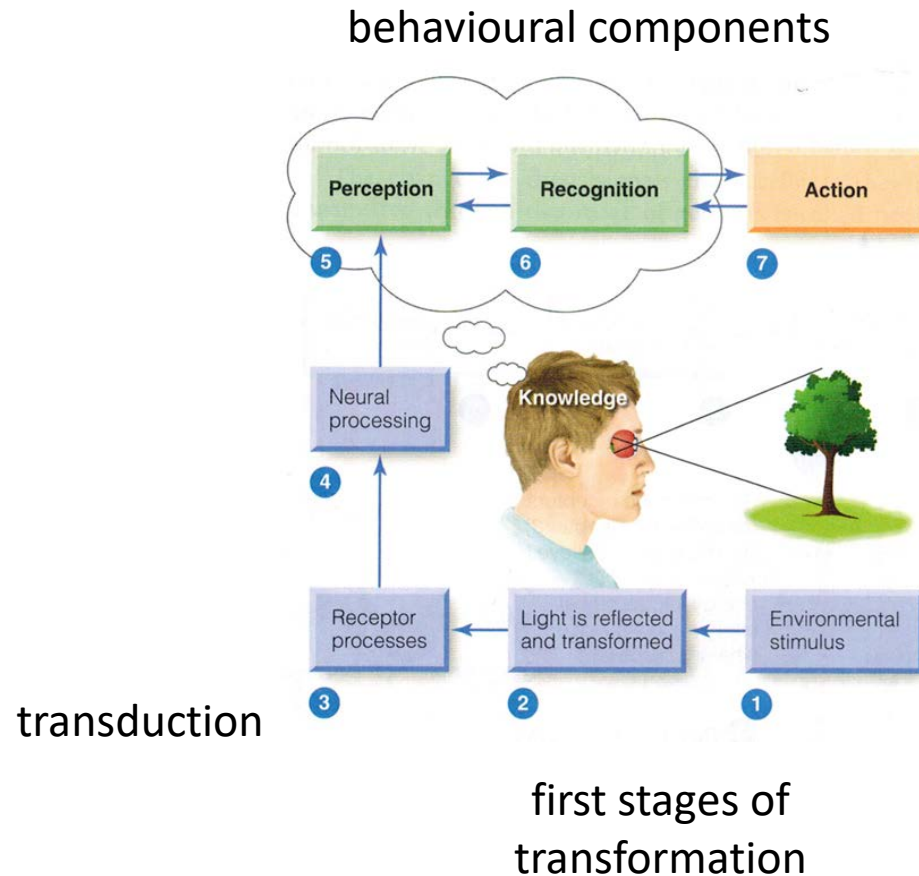 behavioural components
Perception
Recognition
Action
5
6
7
Neural
processing
Knowledge
4
Receptor
processes
Light is reflected
and transformed
Environmental
stimulus
3
2
1
transduction
first stages of
transformation